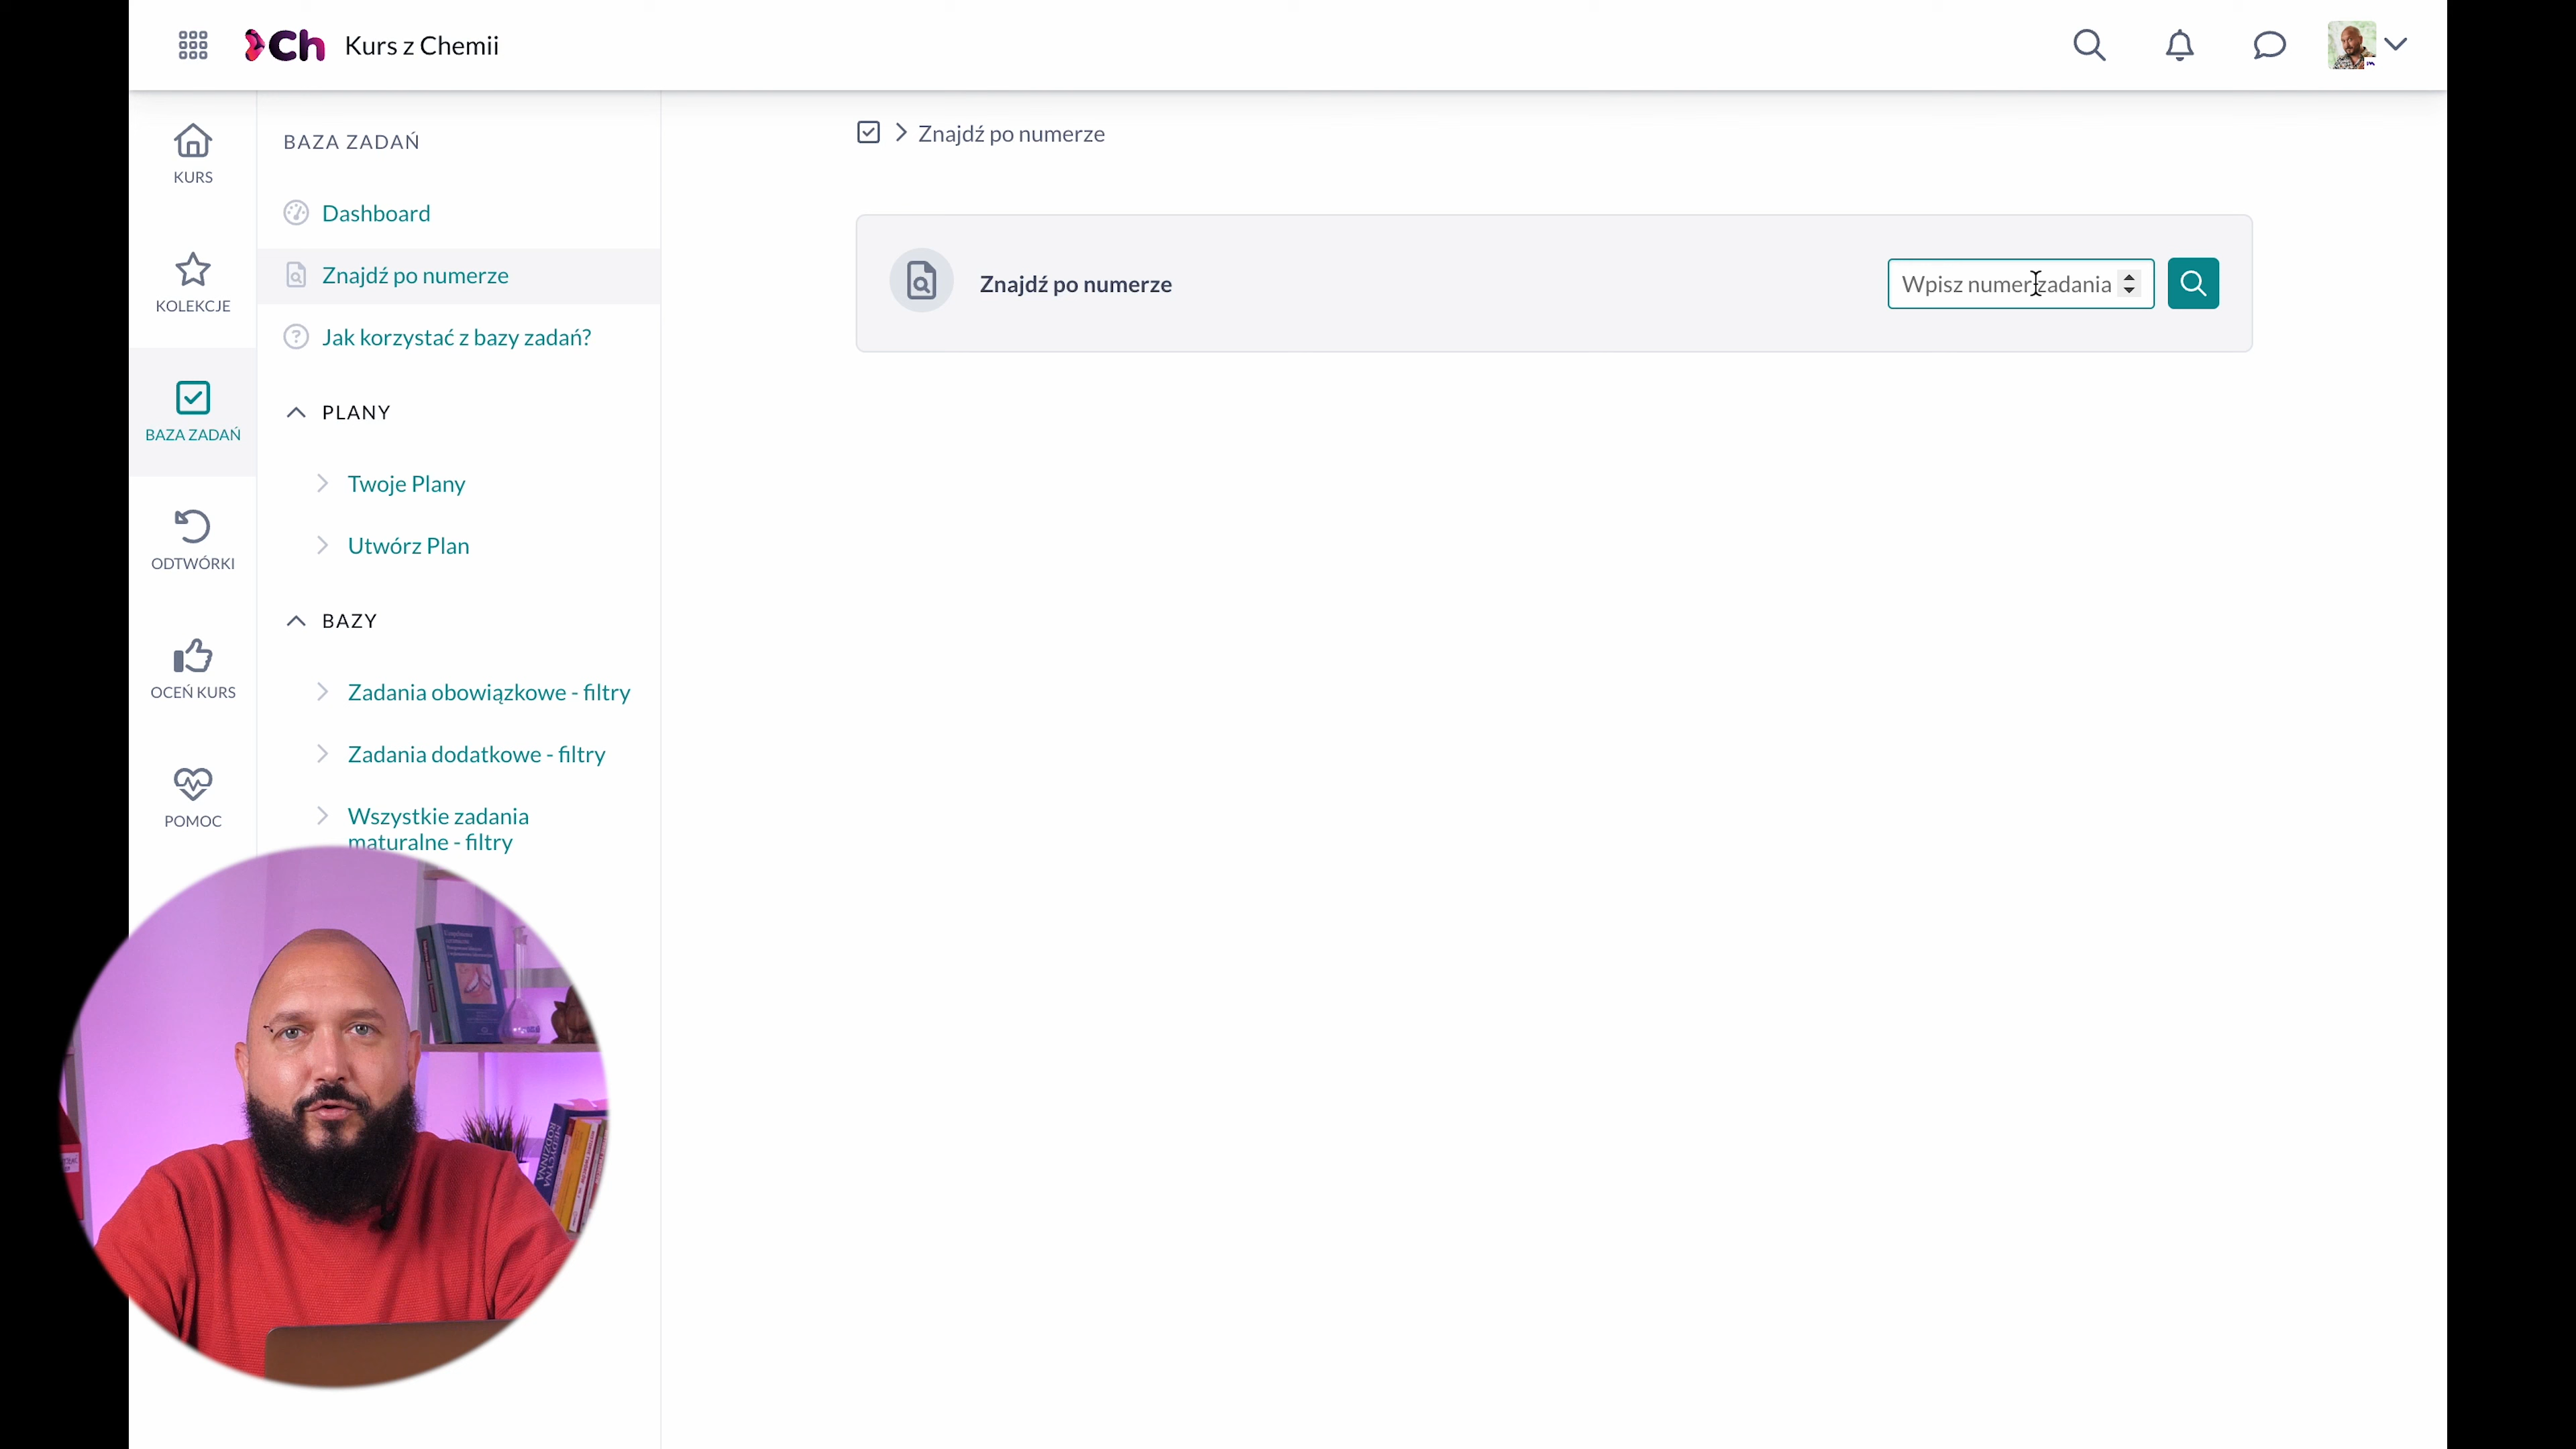 Ch Kurs z Chemii
KURS
KOLEKCJE
BAZA ZADAŃ
ODTWÓRKI
OCEŃ KURS
POMOC
BAZA ZADAŃ
Dashboard
Znajdź po numerze
Jak korzystać z bazy zadań?
PLANY
Twoje Plany
Utwórz Plan
BAZY
Zadania obowiązkowe - filtry
Zadania dodatkowe - filtry
Wszystkie zadania
maturalne - filtry
Znajdź po numerze
Znajdź po numerze
Wpisz numer zadania
MEDYCYNA
RODZINNA